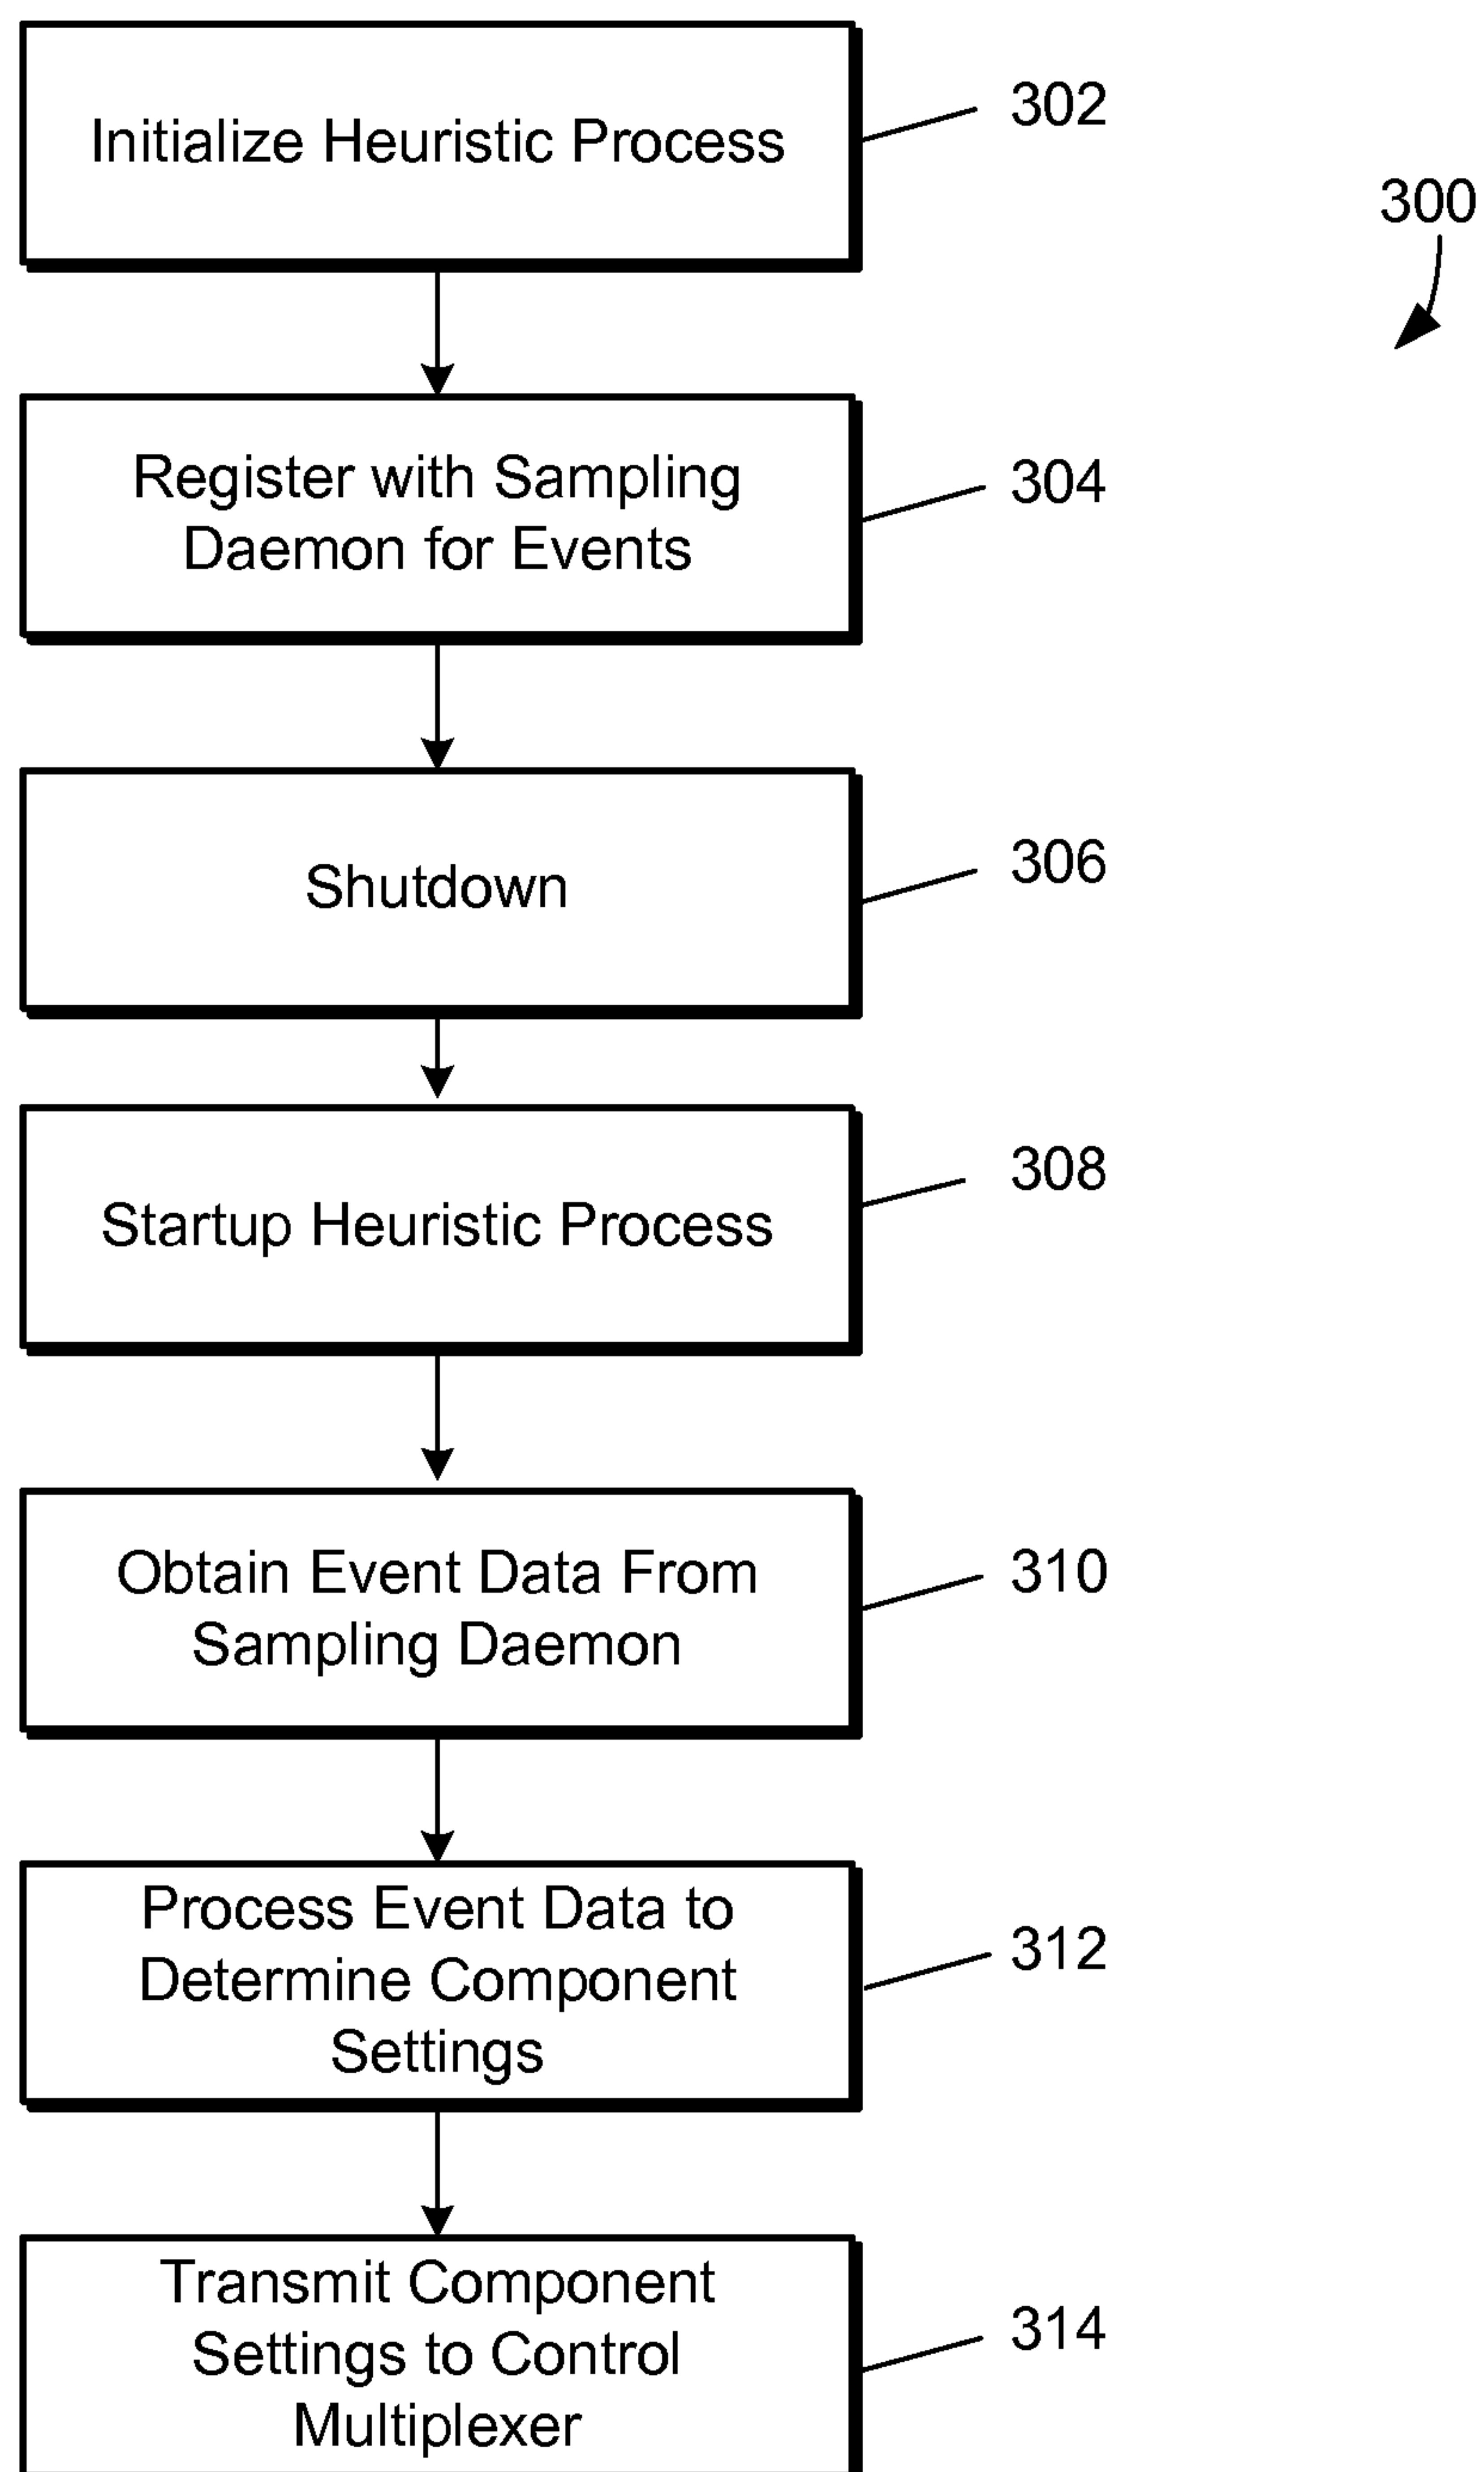 Initialize Heuristic Process
302
300
Register with Sampling
Daemon for Events
304
Shutdown
306
Startup Heuristic Process
308
Obtain Event Data From
Sampling Daemon
310
Process Event Data to
Determine Component
Settings
312
Transmit Component
Settings to Control
Multiplexer
314